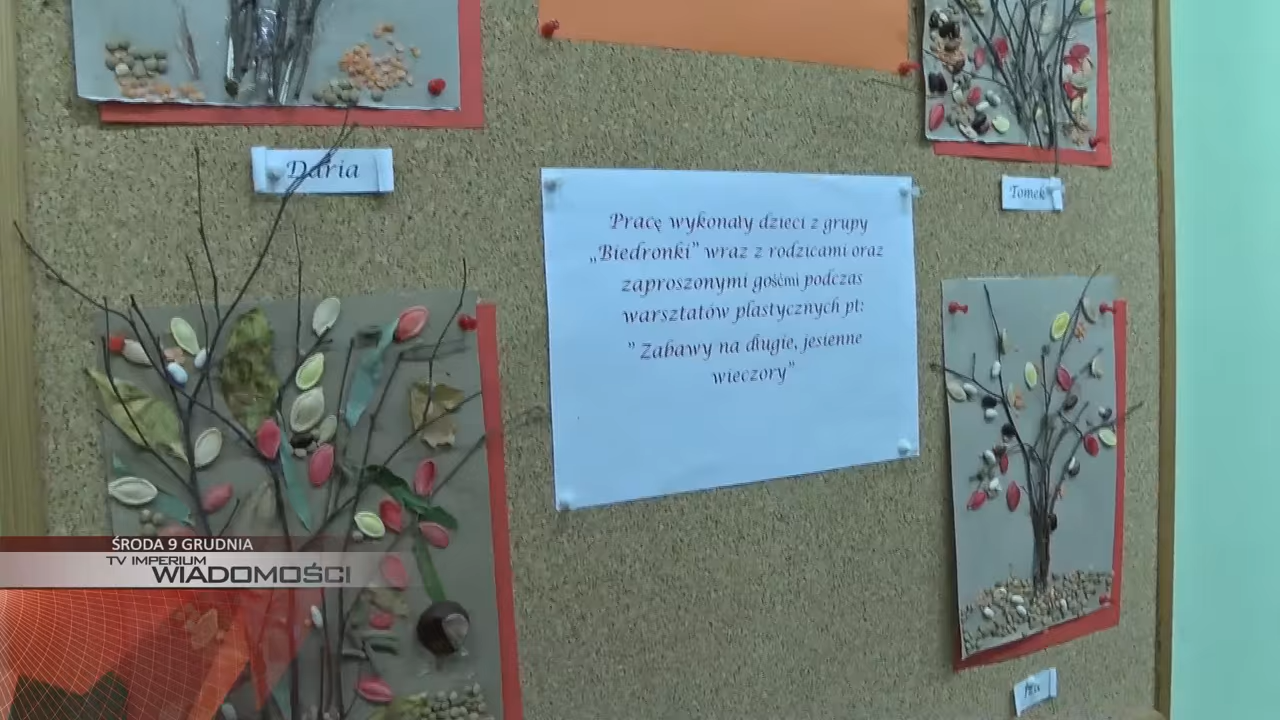 Daria
Tomek
Pracę wykonały dzieci z grupy
„Biedronki” wraz z rodzicami oraz
zaproszonymi gośćmi podczas
warsztatów plastycznych pt:
” Zabawy na długie, jesienne
wieczory”
ŚRODA 9 GRUDNIA
TV IMPERIUM
WIADOMOŚCI